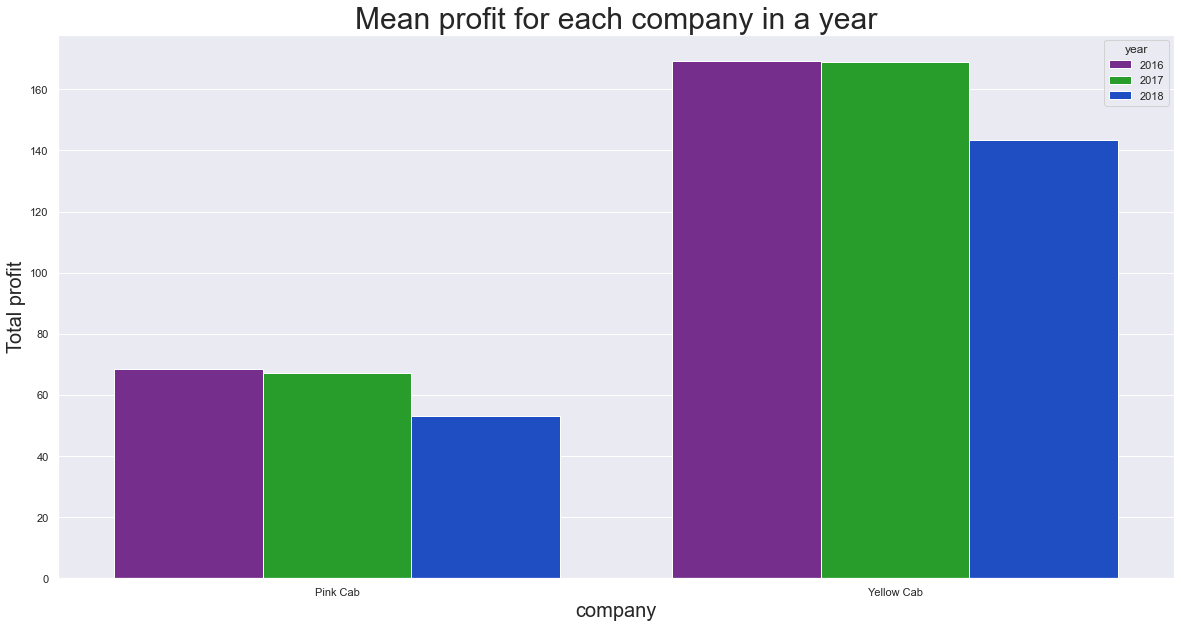 Mean profit for each company in a year
year
2016
2017
2018
Total profit
160
140
120
100
80
60
40
20
0
Pink Cab
Yellow Cab
company